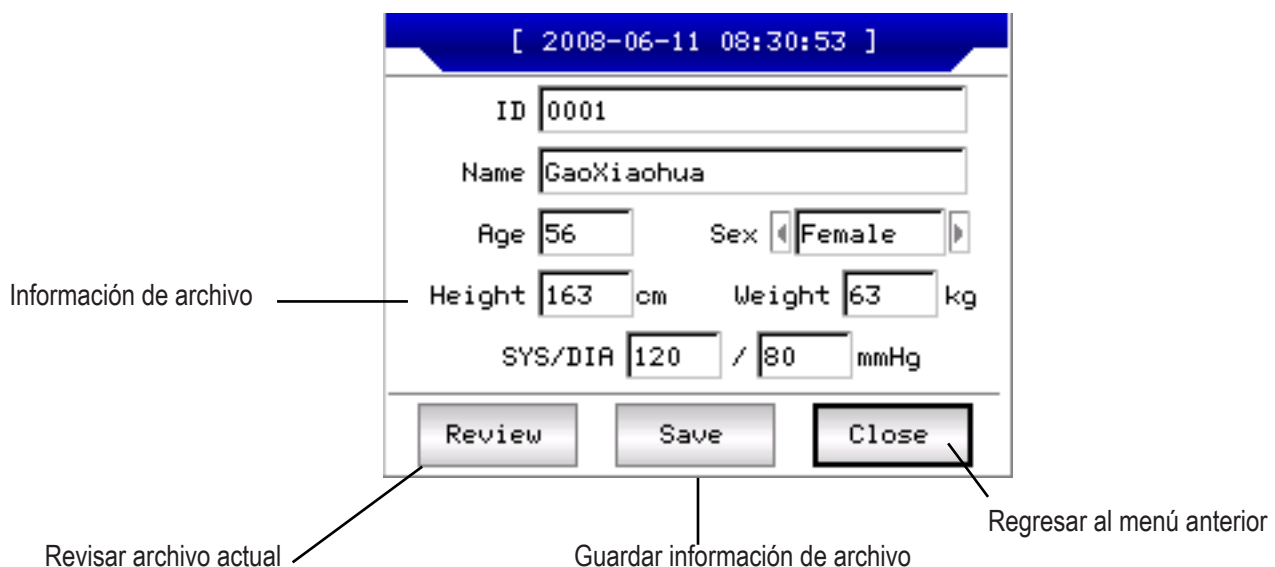 [ 2008-06-11 08:30:53 ]
ID 0001
Name GaoXiaohua
Age 56 Sex Female
Información de archivo Height 163 cm Weight 63 kg
SYS/DIA 120 / 80 mmHg
Review Save Close
Regresar al menú anterior
Revisar archivo actual Guardar información de archivo